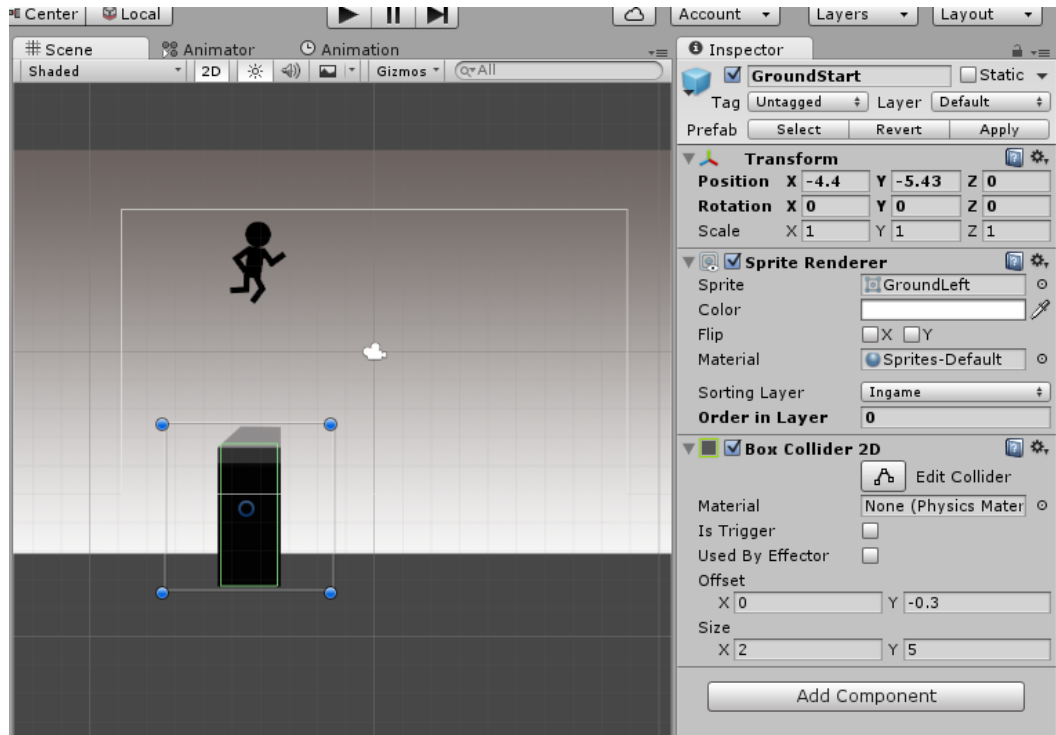 Center Local Account Layers Layout
Scene Animator Animation
Shaded 2D Gizmos All
Inspector
GroundStart Static
Tag Untagged Layer Default
Prefab Select Revert Apply
Transform
Position X -4.4 Y -5.43 Z 0
Rotation X 0 Y 0 Z 0
Scale X 1 Y 1 Z 1
Sprite Renderer
Sprite GroundLeft
Color
Flip X Y
Material Sprites-Default
Sorting Layer Ingame
Order in Layer 0
Box Collider 2D
Edit Collider
Material None (Physics Mater
Is Trigger
Used By Effector
Offset
X 0 Y -0.3
Size
X 2 Y 5
Add Component